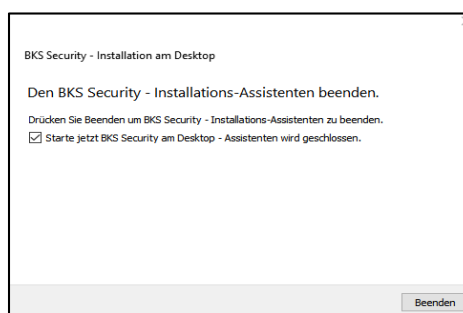 BKS Security - Installation am Desktop
Den BKS Security - Installations-Assistenten beenden.
Drücken Sie Beenden um BKS Security - Installations-Assistenten zu beenden.
Starte jetzt BKS Security am Desktop - Assistenten wird geschlossen.
Beenden